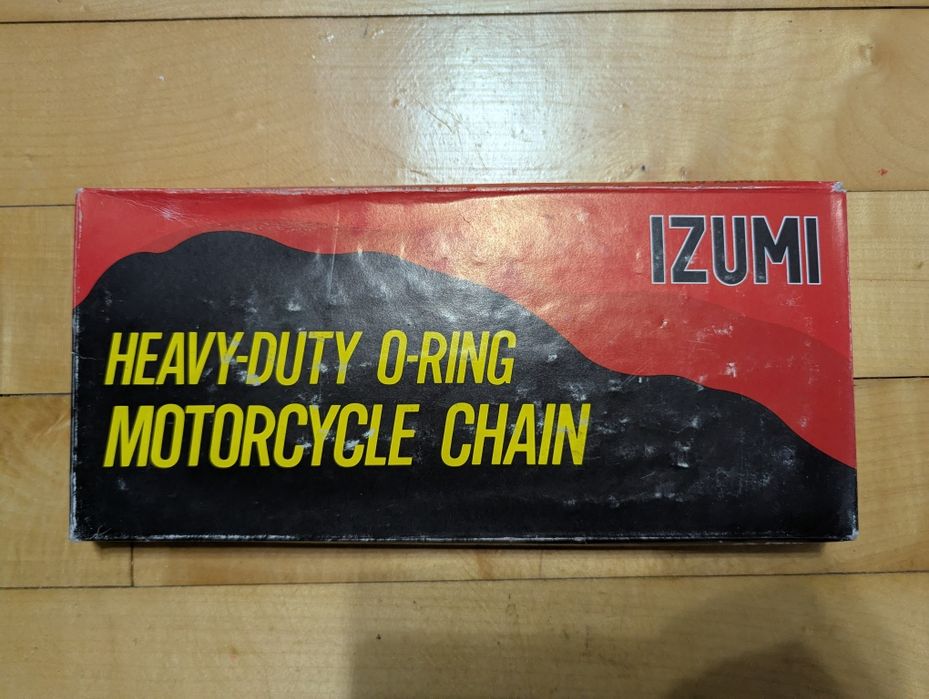 IZUMI
HEAVY-DUTY O-RING
MOTORCYCLE CHAIN